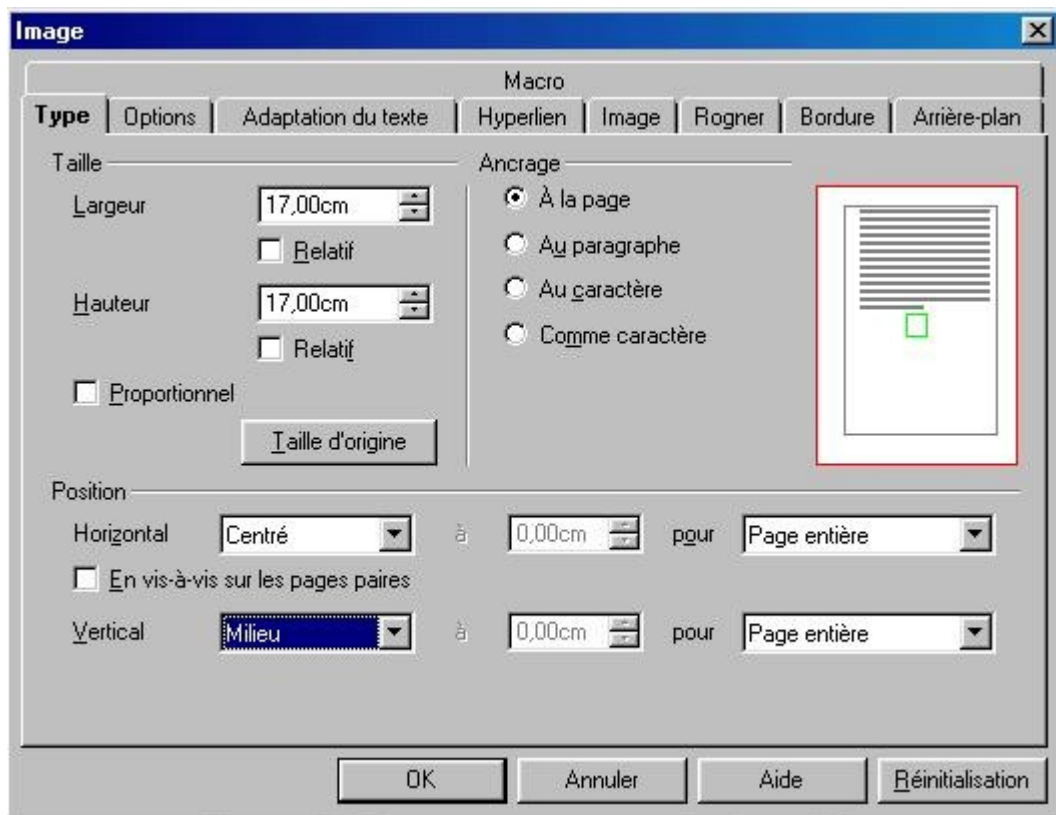 Image
Macro
Type Options Adaptation du texte Hyperlien Image Rogner Bordure Arrière-plan
Taille Ancrage
Largeur 17,00cm À la page
Relatif Au paragraphe
Hauteur 17,00cm Au caractère
Relatif Comme caractère
Proportionnel
Taille d'origine
Position
Horizontal Centré à 0,00cm pour Page entière
En vis-à-vis sur les pages paires
Vertical Milieu à 0,00cm pour Page entière
OK Annuler Aide Réinitialisation